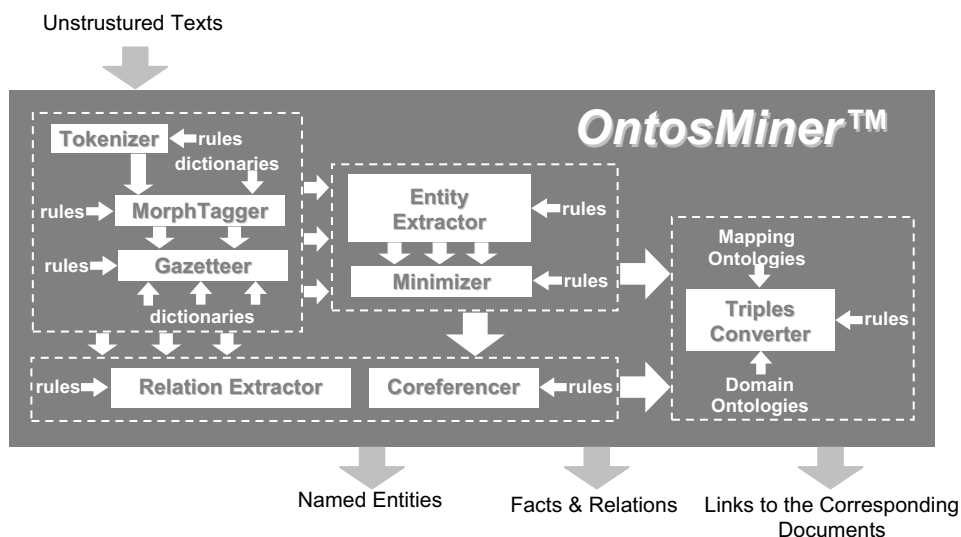 Unstrustured Texts
OntosMiner™
Tokenizer
rules
dictionaries
rules
MorphTagger
rules
Gazetteer
dictionaries
Entity
Extractor
rules
Minimizer
rules
Mapping
Ontologies
Triples
Converter
rules
Domain
Ontologies
rules
Relation Extractor
Coreferencer
rules
Named Entities
Facts & Relations
Links to the Corresponding
Documents